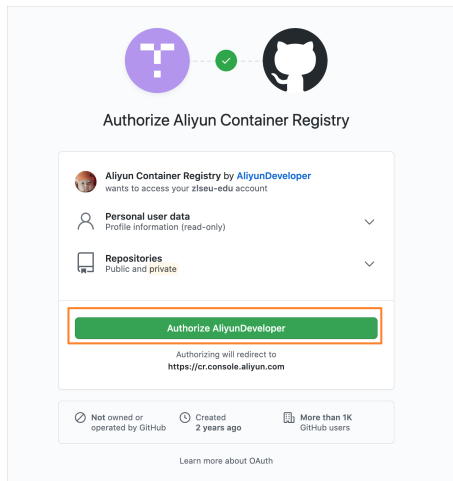 Authorize Aliyun Container Registry
Aliyun Container Registry by AliyunDeveloper
wants to access your zlseu-edu account
Personal user data
Profile information (read-only)
Repositories
Public and private
Authorize AliyunDeveloper
Authorizing will redirect to
https://cr.console.aliyun.com
Not owned or
operated by GitHub
Created
2 years ago
More than 1K
GitHub users
Learn more about OAuth